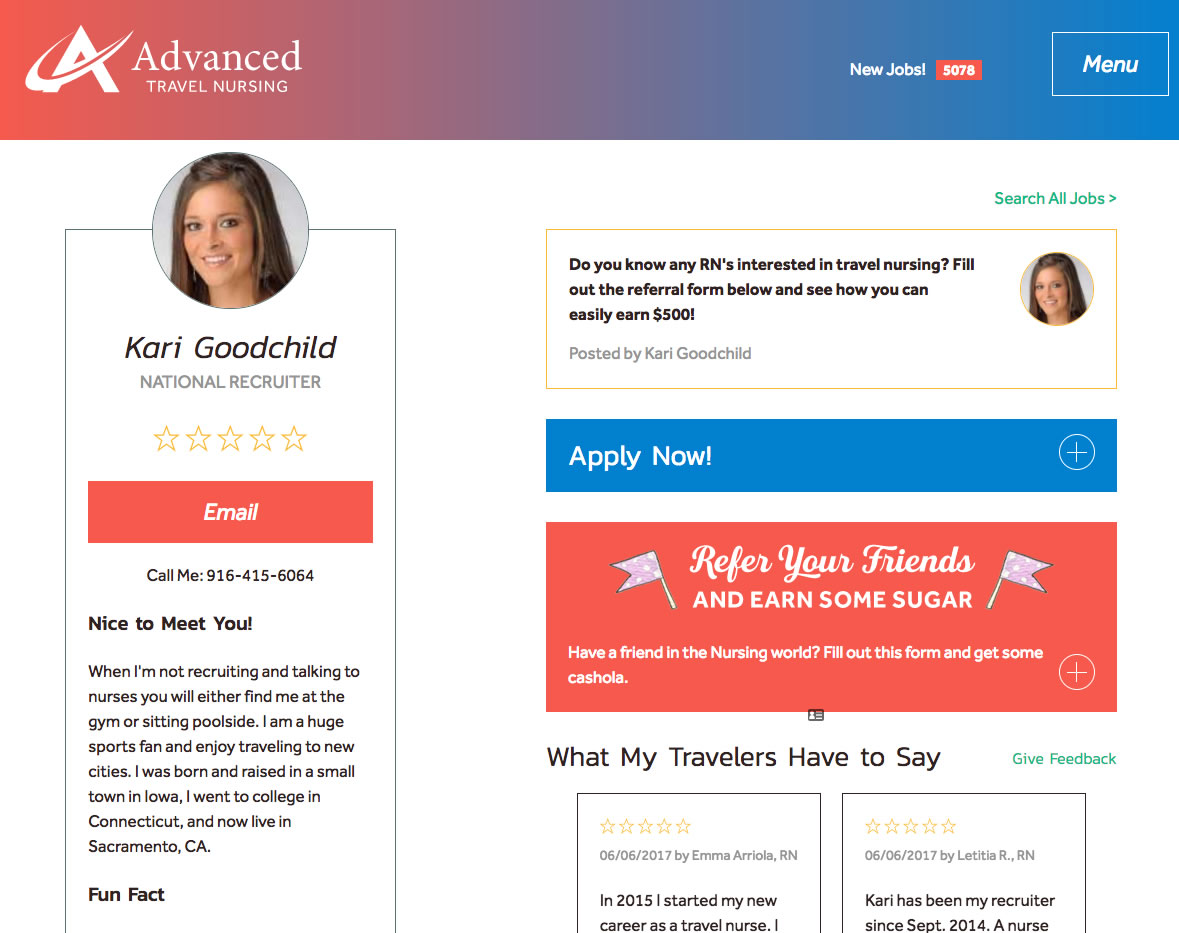 Advanced
TRAVEL NURSING
New Jobs! 5078
Menu
Kari Goodchild
NATIONAL RECRUITER
Email
Call Me: 916-415-6064
Nice to Meet You!
When I'm not recruiting and talking to
nurses you will either find me at the
gym or sitting poolside. I am a huge
sports fan and enjoy traveling to new
cities. I was born and raised in a small
town in Iowa, I went to college in
Connecticut, and now live in
Sacramento, CA.
Fun Fact
Search All Jobs >
Do you know any RN's interested in travel nursing? Fill
out the referral form below and see how you can
easily earn $500!
Posted by Kari Goodchild
Apply Now!
Refer Your Friends
AND EARN SOME SUGAR
Have a friend in the Nursing world? Fill out this form and get some
cashola.
What My Travelers Have to Say
Give Feedback
06/06/2017 by Emma Arriola, RN
In 2015 I started my new
career as a travel nurse. I
06/06/2017 by Letitia R., RN
Kari has been my recruiter
since Sept. 2014. A nurse